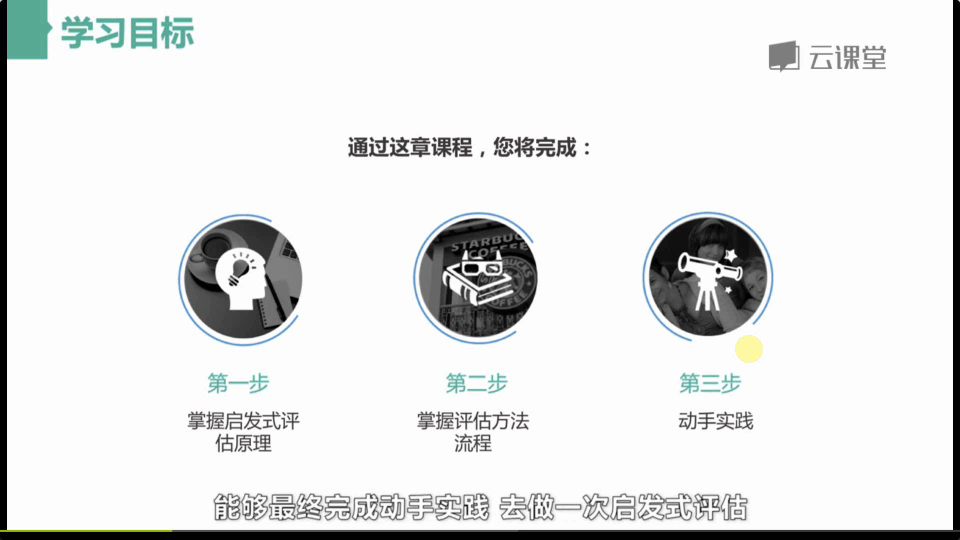 学习目标
云课堂
通过这章课程，您将完成：
STARBUCKS
COFFEE
第一步
第二步
第三步
掌握启发式评
估原理
掌握评估方法
流程
动手实践
能够最终完成动手实践 去做一次启发式评估